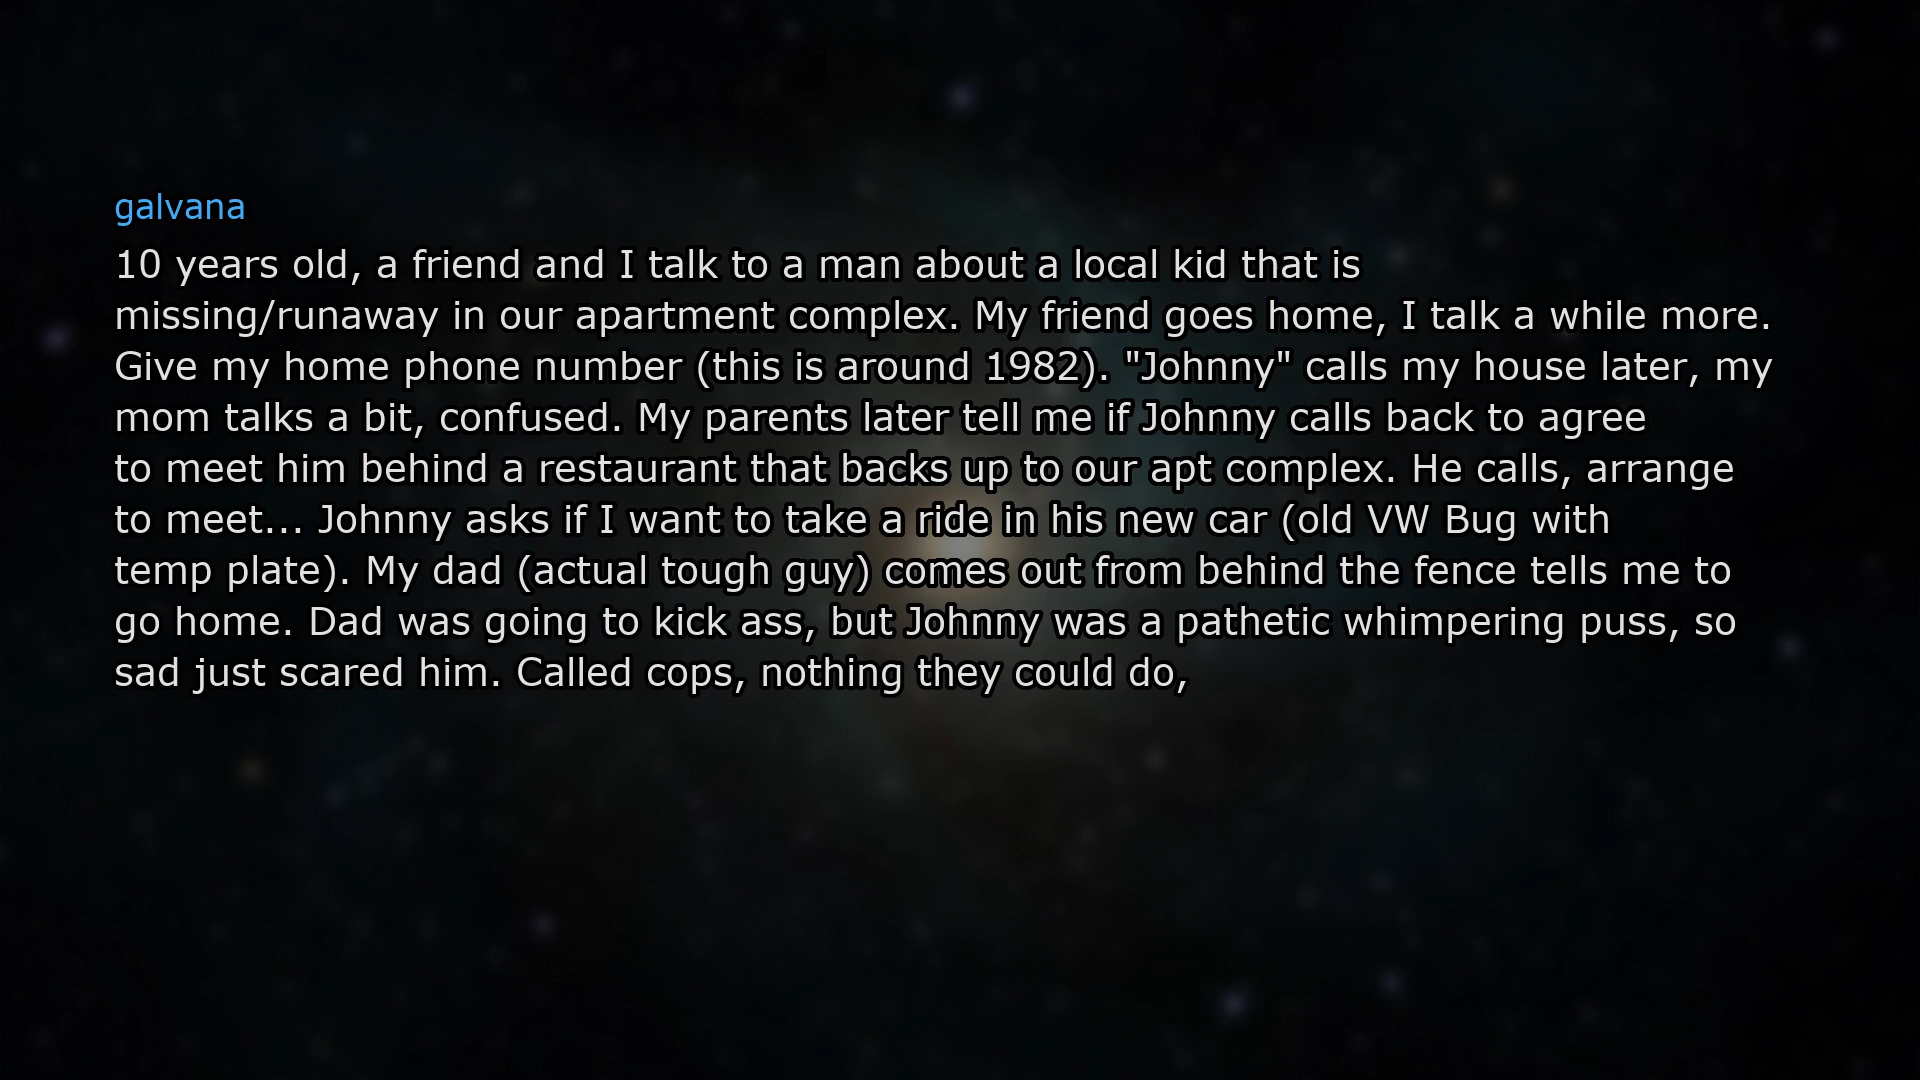 galvana
10 years old, a friend and I talk to a man about a local kid that is
missing/runaway in our apartment complex. My friend goes home, I talk a while more.
Give my home phone number (this is around 1982). "Johnny" calls my house later, my
mom talks a bit, confused. My parents later tell me if Johnny calls back to agree
to meet him behind a restaurant that backs up to our apt complex. He calls, arrange
to meet... Johnny asks if I want to take a ride in his new car (old VW Bug with
temp plate). My dad (actual tough guy) comes out from behind the fence tells me to
go home. Dad was going to kick ass, but Johnny was a pathetic whimpering puss, so
sad just scared him. Called cops, nothing they could do,